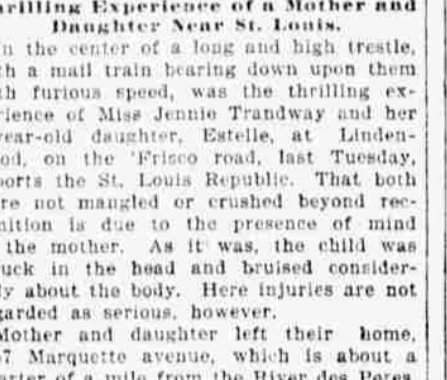 hrilling Experience of a Mother and
Daughter Near St. Louis.
n the center of a long and high trestle,
th a mail train bearing down upon them
th furious speed, was the thrilling ex-
rience of Miss Jennie Trandway and her
year-old daughter, Estelle, at Linden-
od, on the 'Frisco road, last Tuesday,
ports the St. Louis Republic. That both
re not mangled or crushed beyond rec-
nition is due to the presence of mind
the mother. As it was, the child was
uck in the head and bruised consider-
ly about the body. Here injuries are not
garded as serious, however.
Mother and daughter left their home,
7 Marquette avenue, which is about a
arter of a mile from the River des Peres